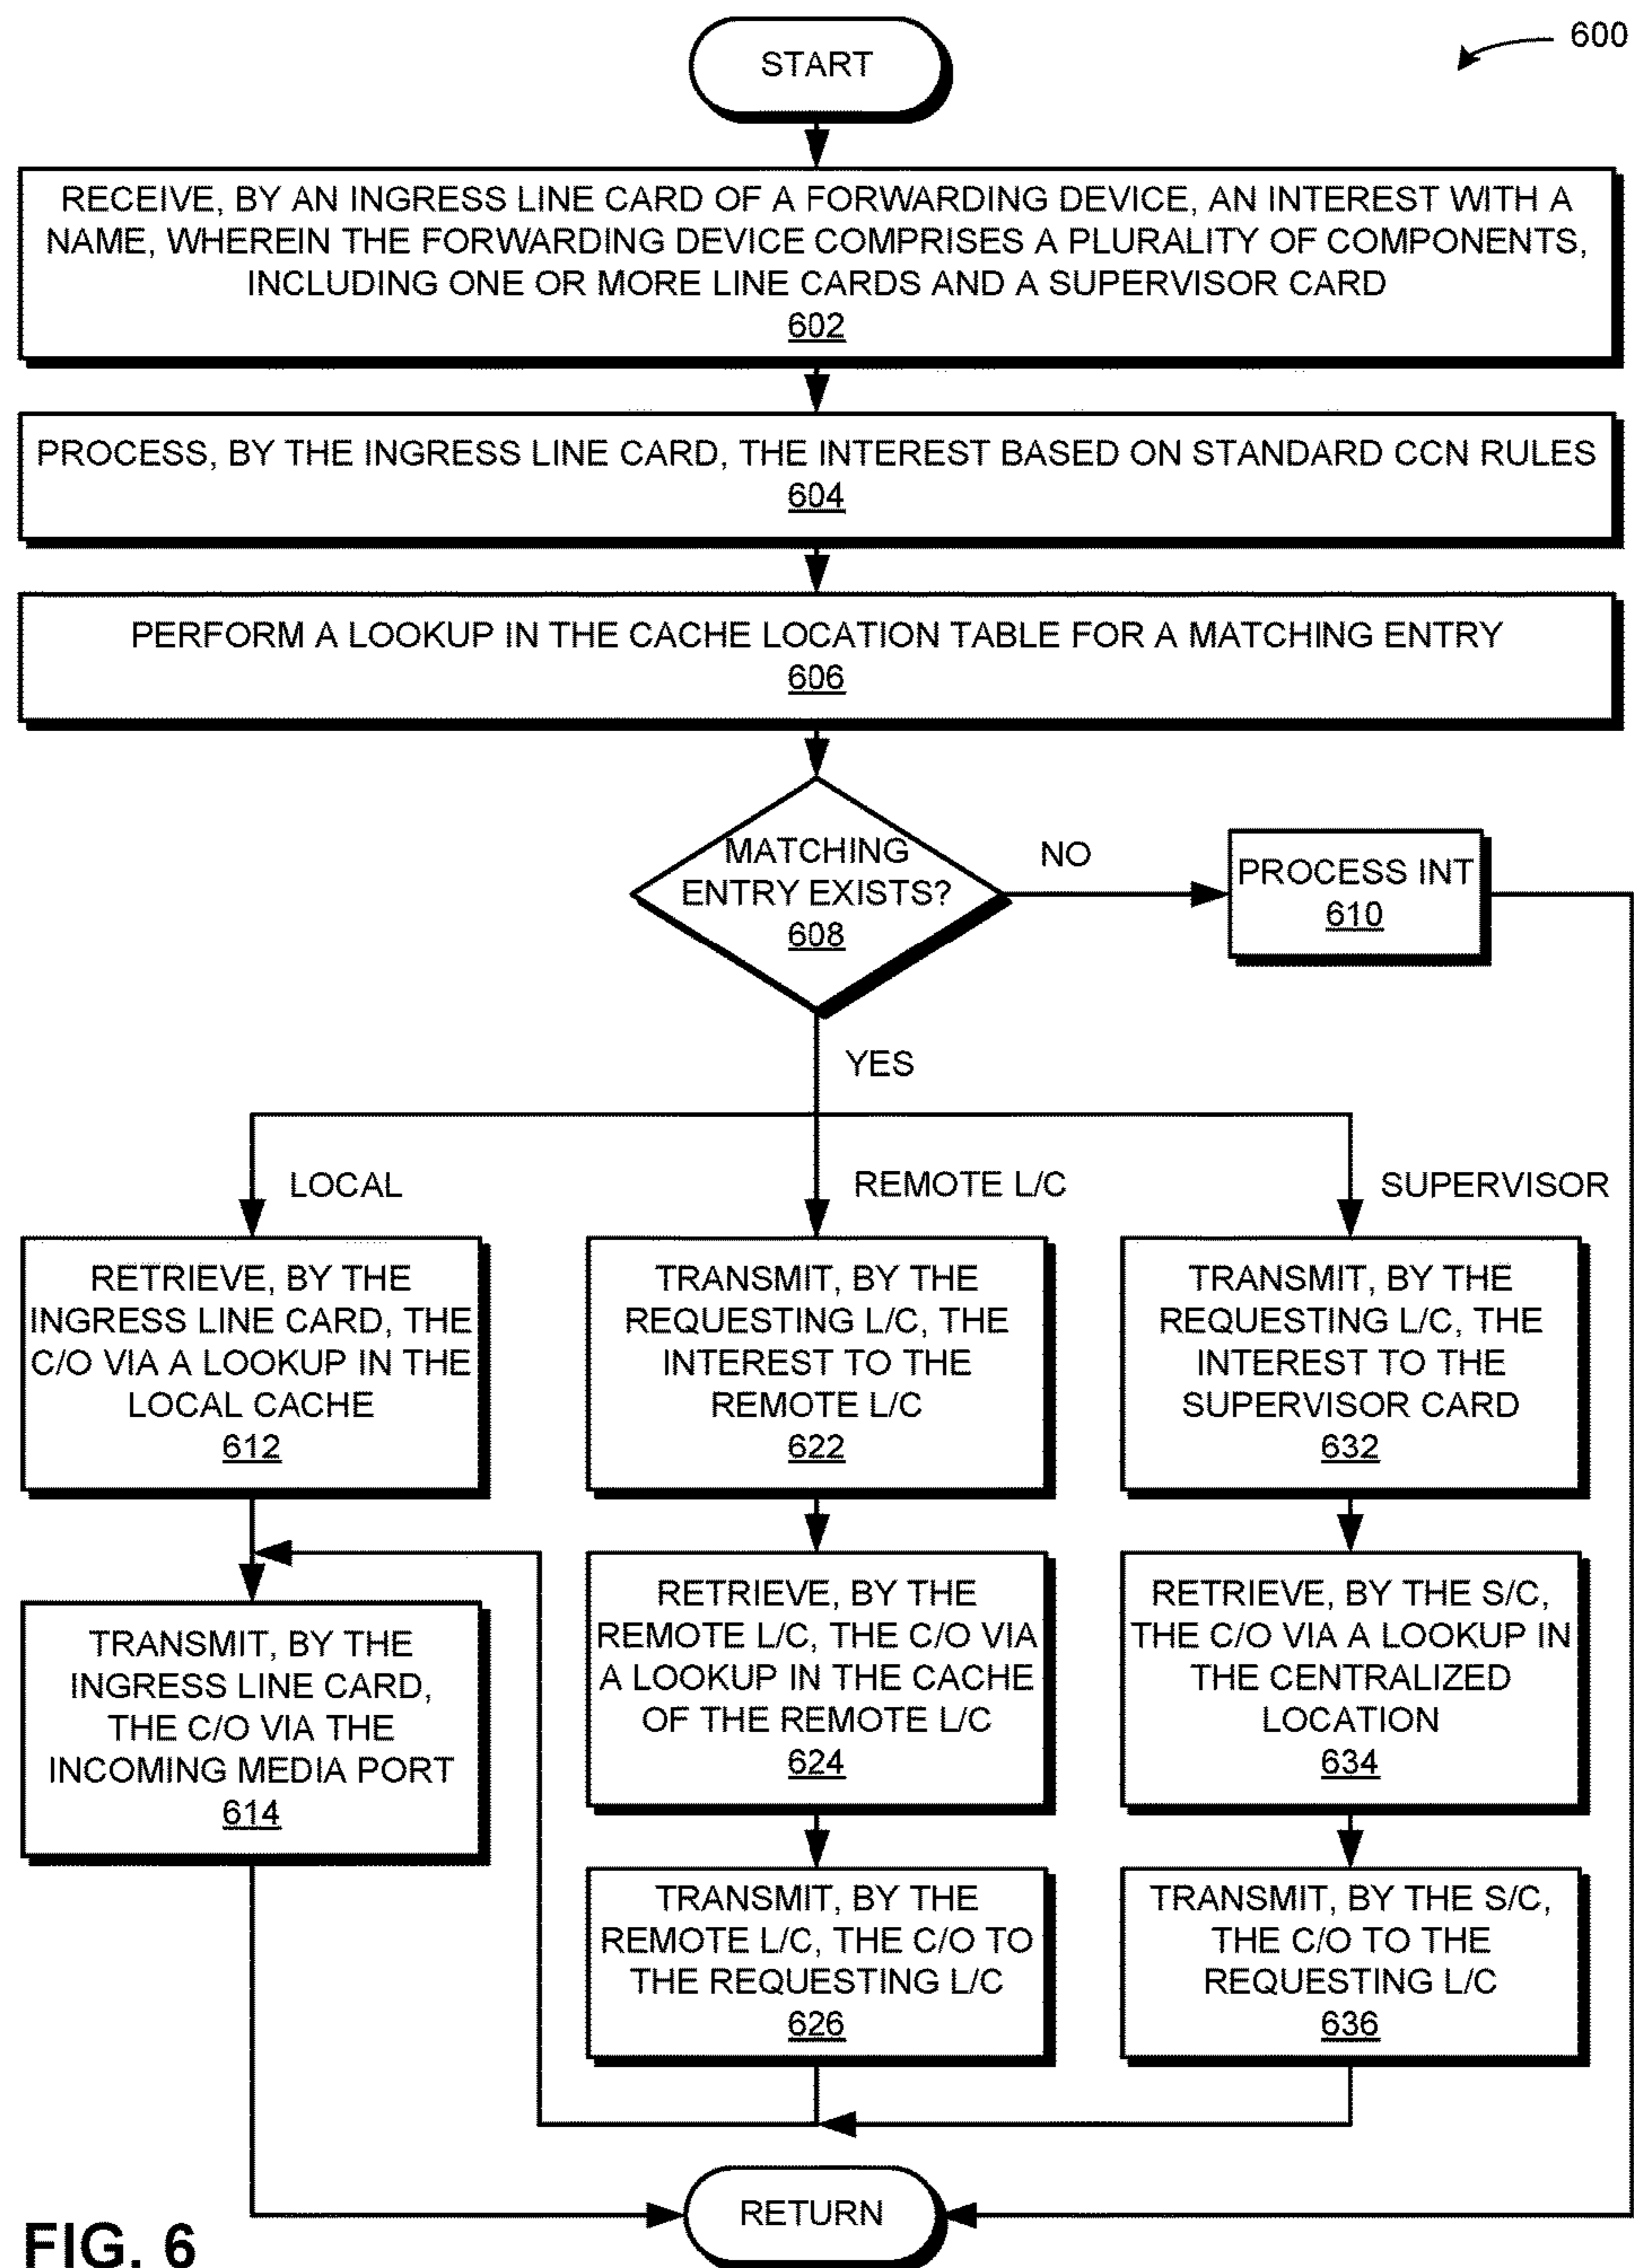 START
600
RECEIVE, BY AN INGRESS LINE CARD OF A FORWARDING DEVICE, AN INTEREST WITH A
NAME, WHEREIN THE FORWARDING DEVICE COMPRISES A PLURALITY OF COMPONENTS,
INCLUDING ONE OR MORE LINE CARDS AND A SUPERVISOR CARD
602
PROCESS, BY THE INGRESS LINE CARD, THE INTEREST BASED ON STANDARD CCN RULES
604
PERFORM A LOOKUP IN THE CACHE LOCATION TABLE FOR A MATCHING ENTRY
606
MATCHING
ENTRY EXISTS?
608
NO
PROCESS INT
610
YES
LOCAL
REMOTE L/C
SUPERVISOR
RETRIEVE, BY THE
INGRESS LINE CARD, THE
C/O VIA A LOOKUP IN THE
LOCAL CACHE
612
TRANSMIT, BY THE
REQUESTING L/C, THE
INTEREST TO THE
REMOTE L/C
622
TRANSMIT, BY THE
REQUESTING L/C, THE
INTEREST TO THE
SUPERVISOR CARD
632
TRANSMIT, BY THE
INGRESS LINE CARD,
THE C/O VIA THE
INCOMING MEDIA PORT
614
RETRIEVE, BY THE
REMOTE L/C, THE C/O VIA
A LOOKUP IN THE CACHE
OF THE REMOTE L/C
624
RETRIEVE, BY THE S/C,
THE C/O VIA A LOOKUP IN
THE CENTRALIZED
LOCATION
634
TRANSMIT, BY THE
REMOTE L/C, THE C/O TO
THE REQUESTING L/C
626
TRANSMIT, BY THE S/C,
THE C/O TO THE
REQUESTING L/C
636
RETURN
FIG. 6